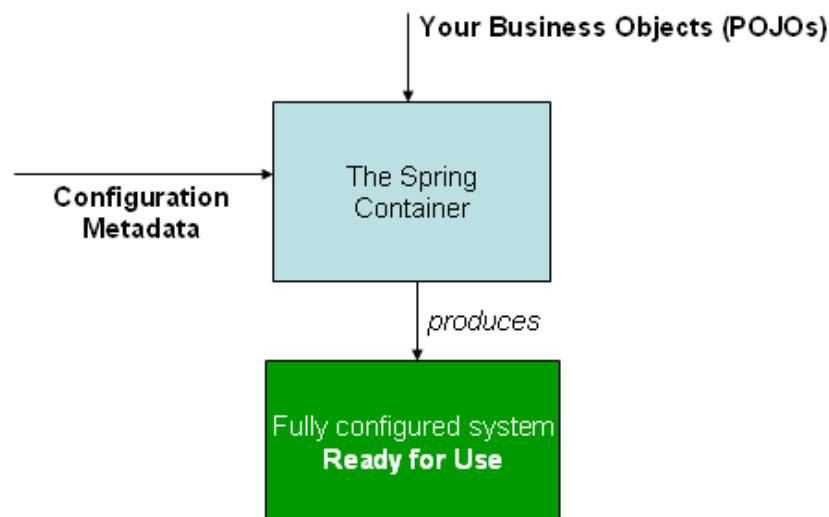 Your Business Objects (POJOs)
The Spring
Container
Configuration
Metadata
produces
Fully configured system
Ready for Use